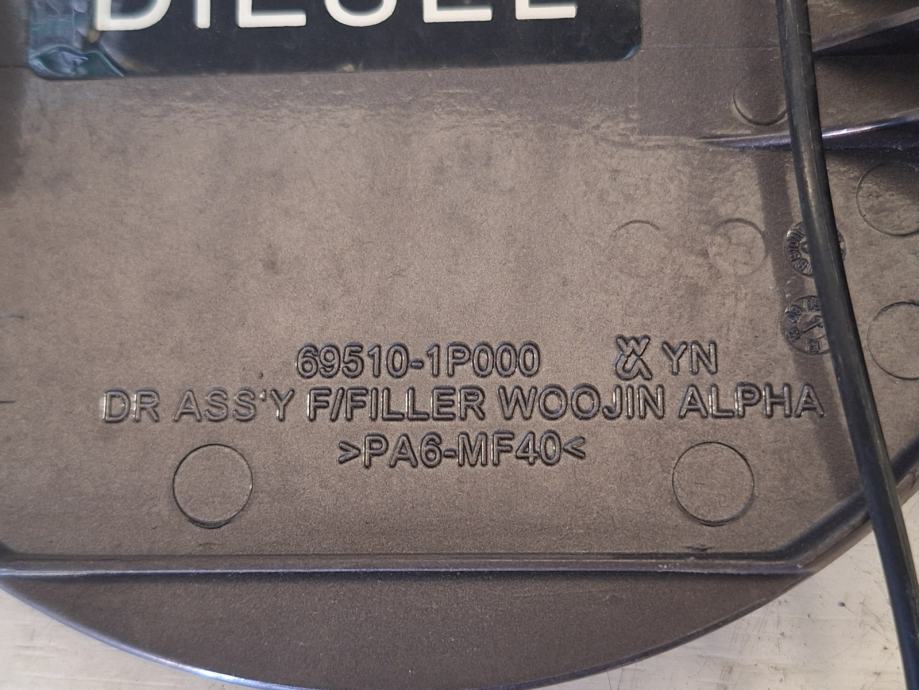 DIESEL
69510-1P000 YN
DR ASS'Y F/FILLER WOOJIN ALPHA
>PA6-MF40<